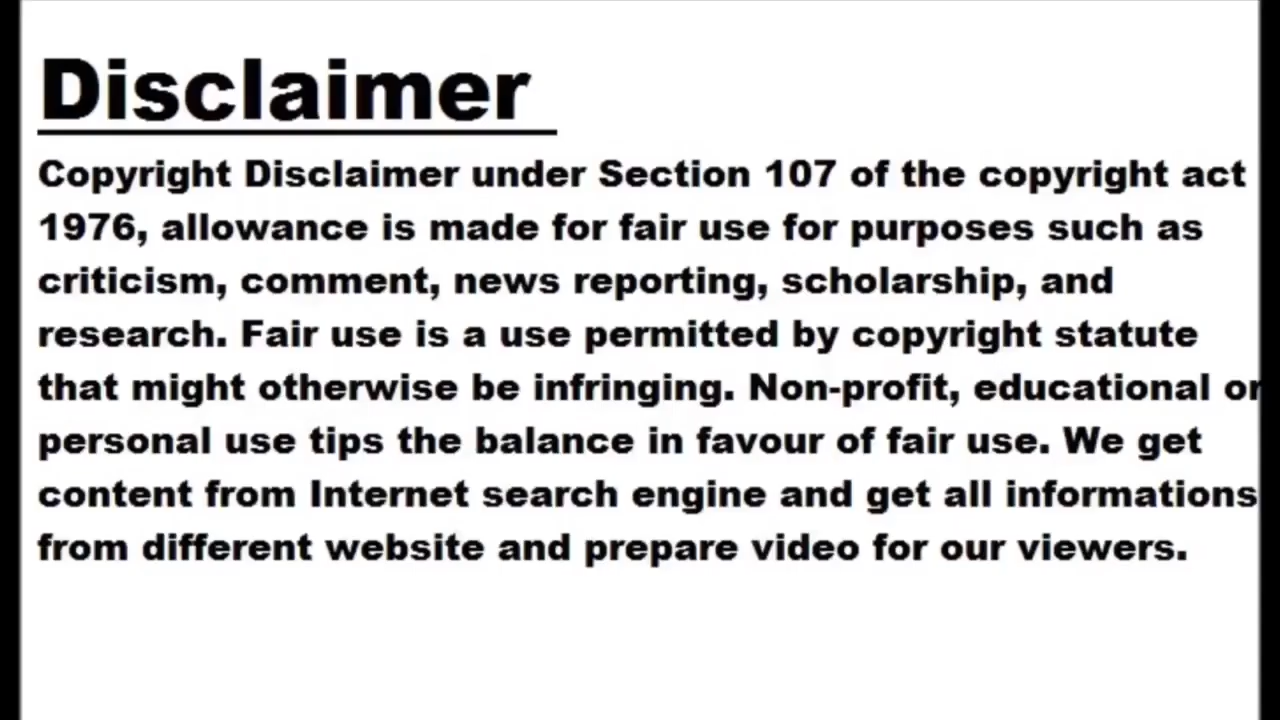 Disclaimer
Copyright Disclaimer under Section 107 of the copyright act
1976, allowance is made for fair use for purposes such as
criticism, comment, news reporting, scholarship, and
research. Fair use is a use permitted by copyright statute
that might otherwise be infringing. Non-profit, educational or
personal use tips the balance in favour of fair use. We get
content from Internet search engine and get all informations
from different website and prepare video for our viewers.